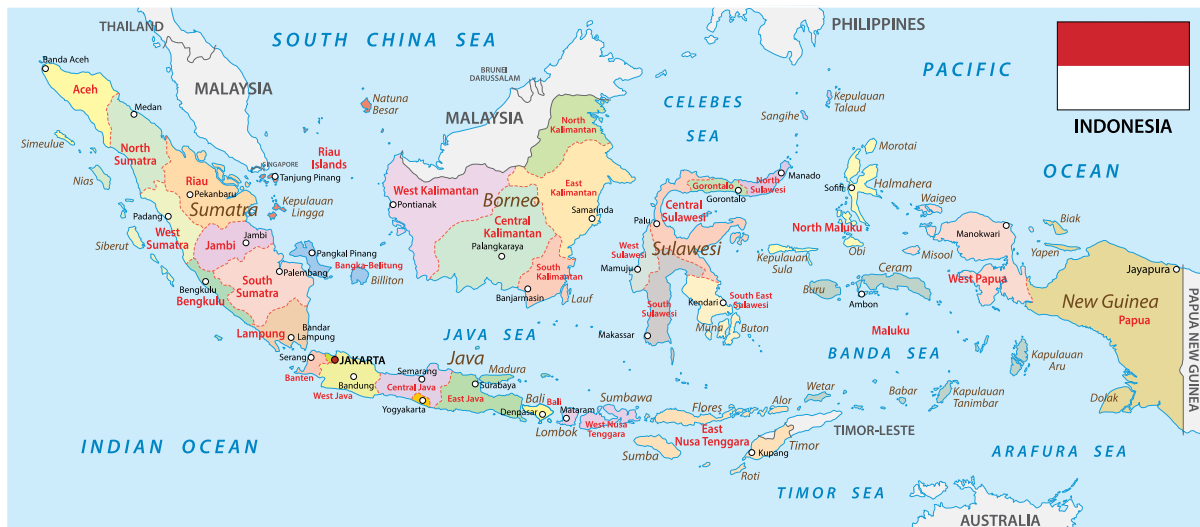 THAILAND
SOUTH CHINA SEA
PHILIPPINES
PACIFIC
OCEAN
INDONESIA
Banda Aceh
Aceh
Medan
MALAYSIA
Natuna
Besar
BRUNEI
DARUSSALAM
MALAYSIA
CELEBES
SEA
Kepulauan
Talaud
Sangihe
Simeulue
North
Sumatra
Nias
Riau
Pekanbaru
Sumatra
SINGAPORE
Tanjung Pinang
Riau
Islands
Kepulauan
Lingga
Padang
West
Sumatra
Siberut
Jambi
Jambi
Pangkal Pinang
Bangka-Belitung
Billiton
South
Sumatra
Palembang
Bengkulu
Bengkulu
Lampung
Bandar
Lampung
North
Kalimantan
West Kalimantan
Pontianak
Borneo
East
Kalimantan
Samarinda
Central
Kalimantan
Palangkaraya
South
Kalimantan
Banjarmasin
Lauf
Gorontalo
Gorontalo
North
Sulawesi
Manado
Palu
Central
Sulawesi
Sulawesi
West
Sulawesi
Mamuju
South
Sulawesi
Makassar
Kendari
South East
Sulawesi
Muna
Buton
Morotai
Sofifi
Halmahera
North Maluku
Kepulauan
Sula
Obi
Waigeo
Misool
Manokwari
Biak
Yapen
Buru
Ceram
Ambon
Maluku
West Papua
New Guinea
Papua
Jayapura
PAPUA NEW GUINEA
Kepulauan
Aru
Kepulauan
Tanimbar
Dolak
Babar
Wetar
JAVA SEA
BANDA SEA
Serang
JAKARTA
Banten
Bandung
West Java
Java
Semarang
Central Java
Yogyakarta
Madura
Surabaya
East Java
Bali
Bali
Denpasar
Mataram
Lombok
Sumbawa
West Nusa
Tenggara
Flores
Alor
East
Nusa Tenggara
Sumba
Timor
Kupang
Roti
TIMOR-LESTE
INDIAN OCEAN
TIMOR SEA
ARAFURA SEA
AUSTRALIA